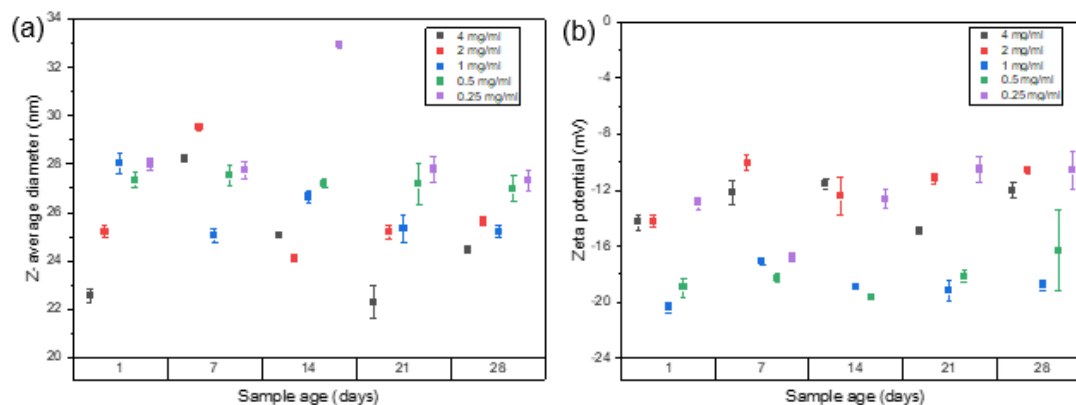 (a)
34
32
30
28
26
24
22
20
Z- average diameter (nm)
4 mg/ml
2 mg/ml
1 mg/ml
0.5 mg/ml
0.25 mg/ml
1 7 14 21 28
Sample age (days)
(b)
0
-4
-8
-12
-16
-20
-24
Zeta potential (mV)
4 mg/ml
2 mg/ml
1 mg/ml
0.5 mg/ml
0.25 mg/ml
1 7 14 21 28
Sample age (days)